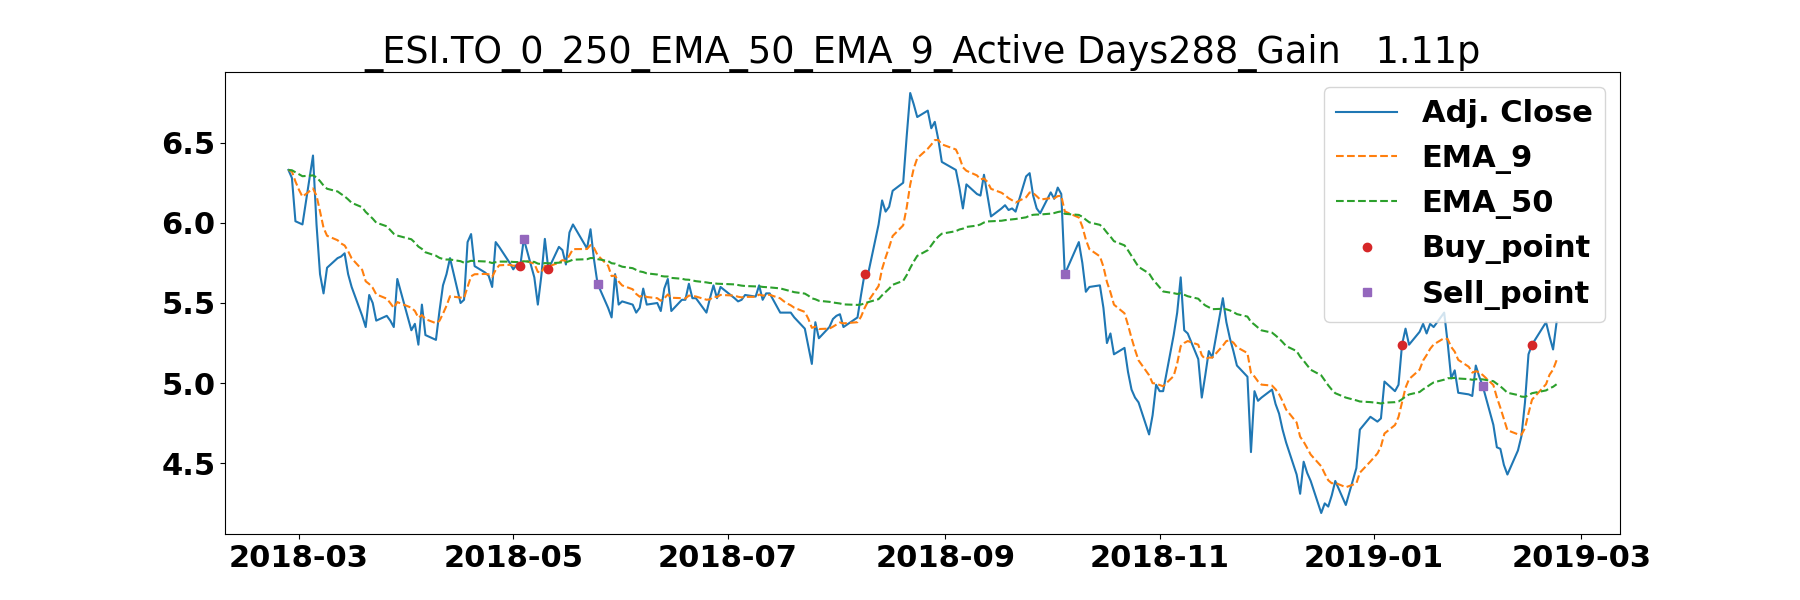 _ESI.TO_0_250_EMA_50_EMA_9_Active Days288_Gain   1.11p
6.5
6.0
5.5
5.0
4.5
Adj. Close
EMA_9
EMA_50
Buy_point
Sell_point
2018-03 2018-05 2018-07 2018-09 2018-11 2019-01 2019-03